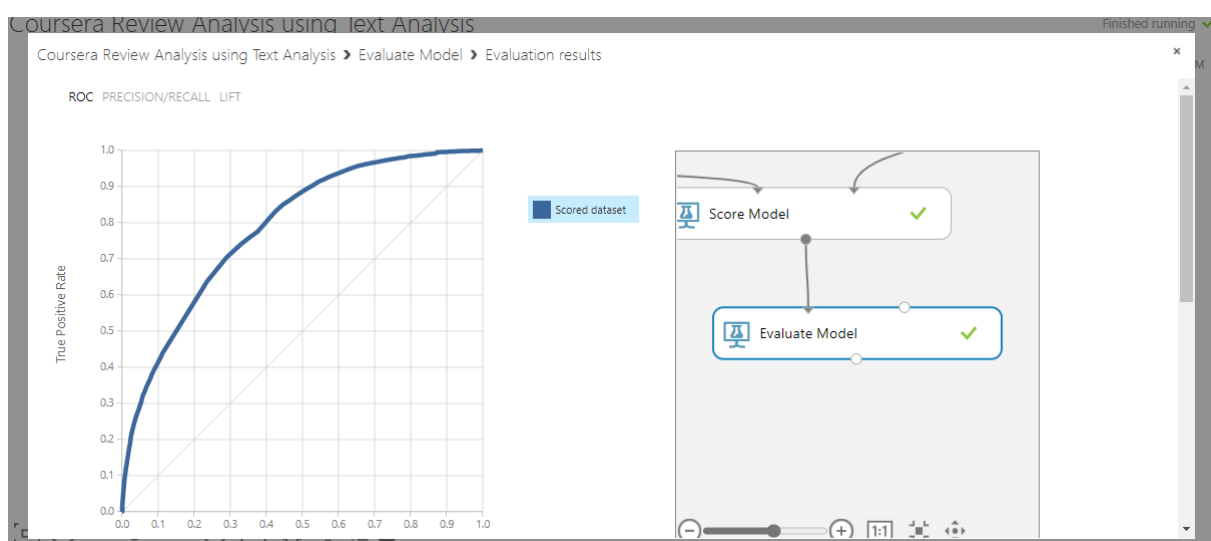 Coursera Review Analysis using Text Analysis
Finished running
Coursera Review Analysis using Text Analysis > Evaluate Model > Evaluation results
×
M
ROC PRECISION/RECALL LIFT
1.0
0.9
0.8
0.7
0.6
0.5
0.4
0.3
0.2
0.1
0.0
True Positive Rate
0.0 0.1 0.2 0.3 0.4 0.5 0.6 0.7 0.8 0.9 1.0
Scored dataset
Score Model
Evaluate Model
1:1